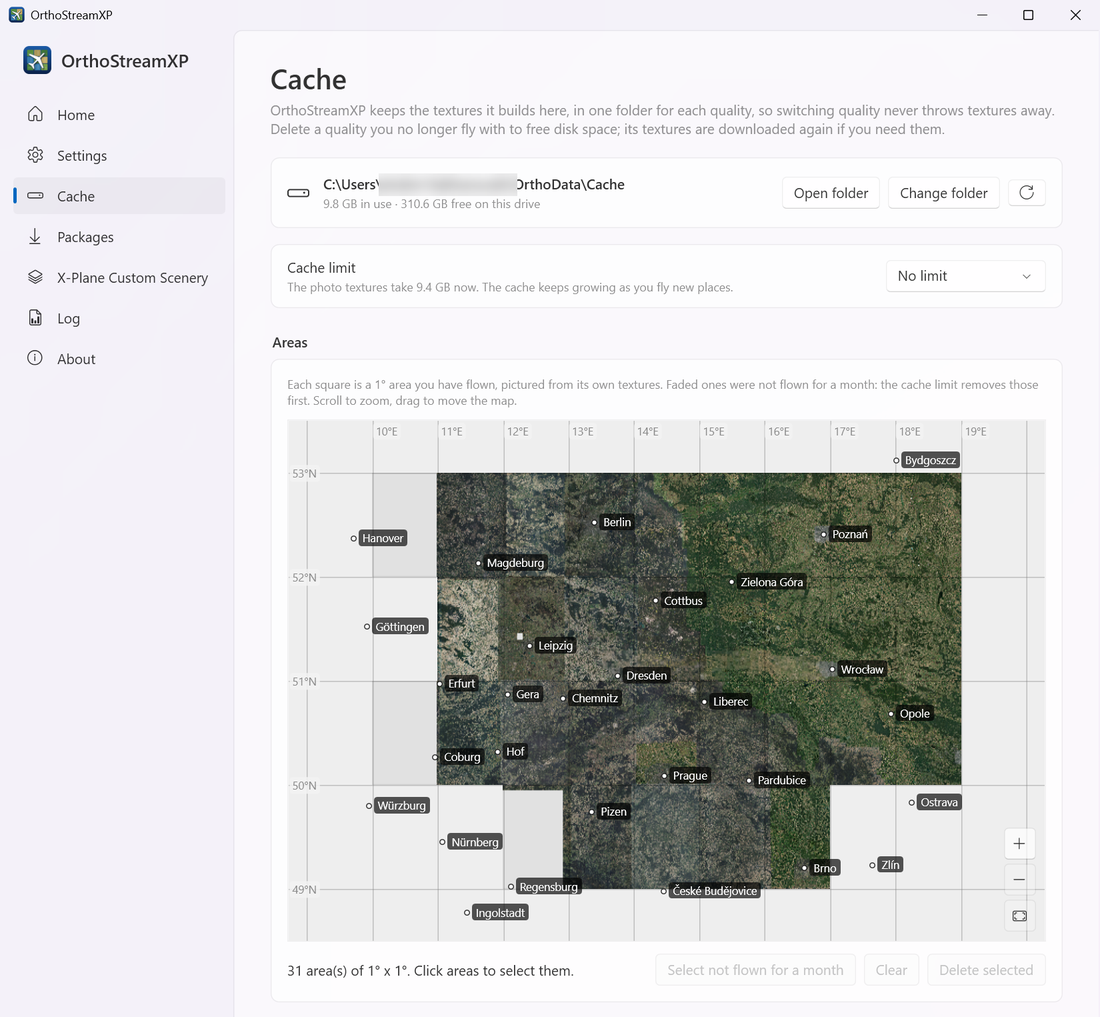 OrthoStreamXP
OrthoStreamXP
Home
Settings
Cache
Packages
X-Plane Custom Scenery
Log
About
Cache
OrthoStreamXP keeps the textures it builds here, in one folder for each quality, so switching quality never throws textures away.
Delete a quality you no longer fly with to free disk space; its textures are downloaded again if you need them.
C:\Users\
OrthoData\Cache
9.8 GB in use · 310.6 GB free on this drive
Open folder
Change folder
Cache limit
The photo textures take 9.4 GB now. The cache keeps growing as you fly new places.
No limit
Areas
Each square is a 1° area you have flown, pictured from its own textures. Faded ones were not flown for a month: the cache limit removes those
first. Scroll to zoom, drag to move the map.
10°E 11°E 12°E 13°E 14°E 15°E 16°E 17°E 18°E 19°E
Bydgoszcz
53°N
Berlin
Poznań
Hanover
Magdeburg
52°N
Zielona Góra
Cottbus
Göttingen
Leipzig
Wrocław
Dresden
51°N
Erfurt
Gera
Chemnitz
Liberec
Opole
Hof
Coburg
Prague
Pardubice
50°N
Würzburg
Ostrava
Pizen
Nürnberg
Brno
Zlín
49°N
Regensburg
České Budějovice
Ingolstadt
31 area(s) of 1° x 1°. Click areas to select them.
Select not flown for a month
Clear
Delete selected